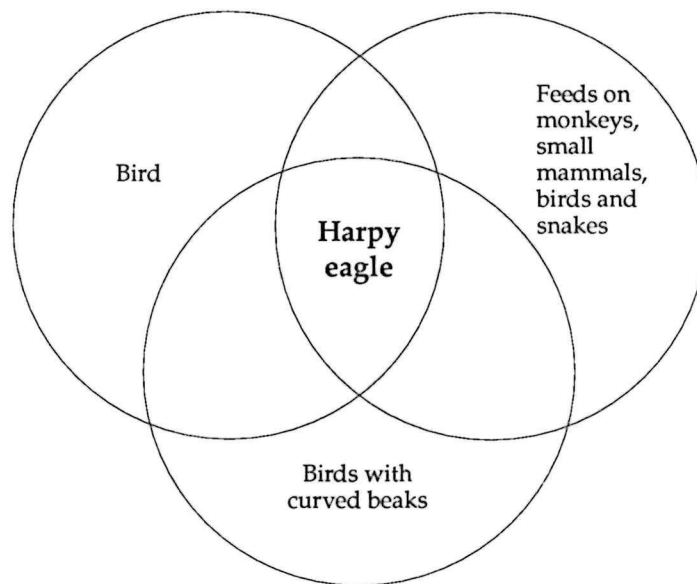 Bird
Feeds on
monkeys,
small
mammals,
birds and
snakes
Harpy
eagle
Birds with
curved beaks